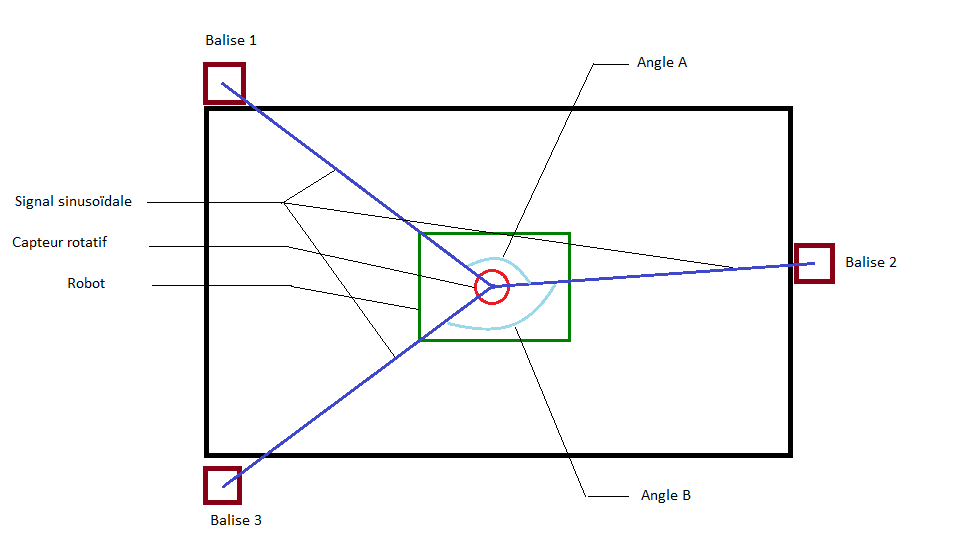 Balise 1
Angle A
Signal sinusoïdale
Capteur rotatif
Balise 2
Robot
Angle B
Balise 3